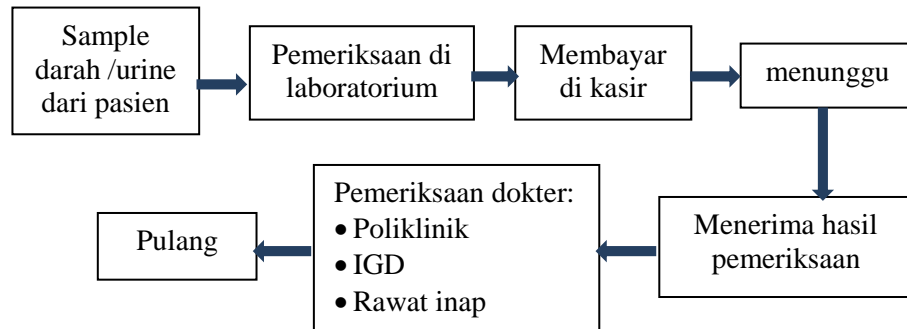 Sample
darah /urine
dari pasien
Pemeriksaan di
laboratorium
Membayar
di kasir
menunggu
Menerima hasil
pemeriksaan
Pemeriksaan dokter:
• Poliklinik
• IGD
• Rawat inap
Pulang